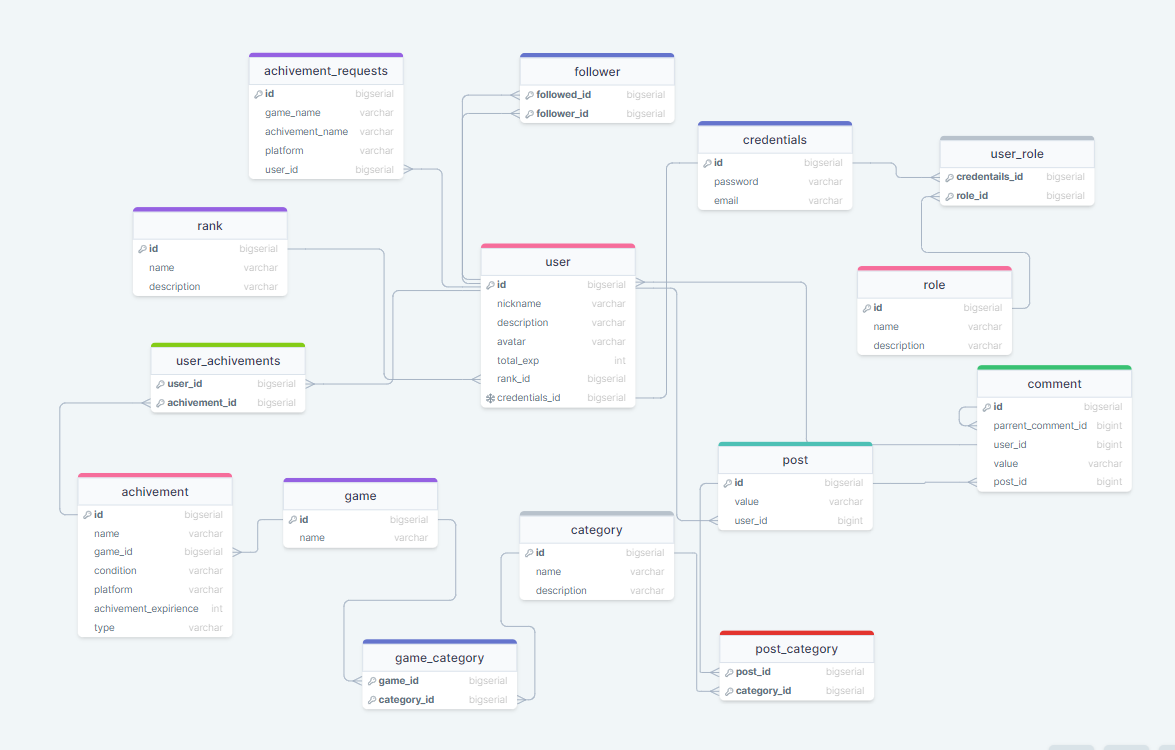 achivement_requests
id bigserial
game_name varchar
achivement_name varchar
platform varchar
user_id bigserial
follower
followed_id bigserial
follower_id bigserial
credentials
id bigserial
password varchar
email varchar
user_role
credentails_id bigserial
role_id bigserial
rank
id bigserial
name varchar
description varchar
user
id bigserial
nickname varchar
description varchar
avatar varchar
total_exp int
rank_id bigserial
credentials_id bigserial
role
id bigserial
name varchar
description varchar
user_achivements
user_id bigserial
achivement_id bigserial
comment
id bigserial
parrent_comment_id bigint
user_id bigint
value varchar
post_id bigint
post
id bigserial
value varchar
user_id bigint
achivement
id bigserial
name varchar
game_id bigserial
condition varchar
platform varchar
achivement_expirience int
type varchar
game
id bigserial
name varchar
category
id bigserial
name varchar
description varchar
game_category
game_id bigserial
category_id bigserial
post_category
post_id bigserial
category_id bigserial